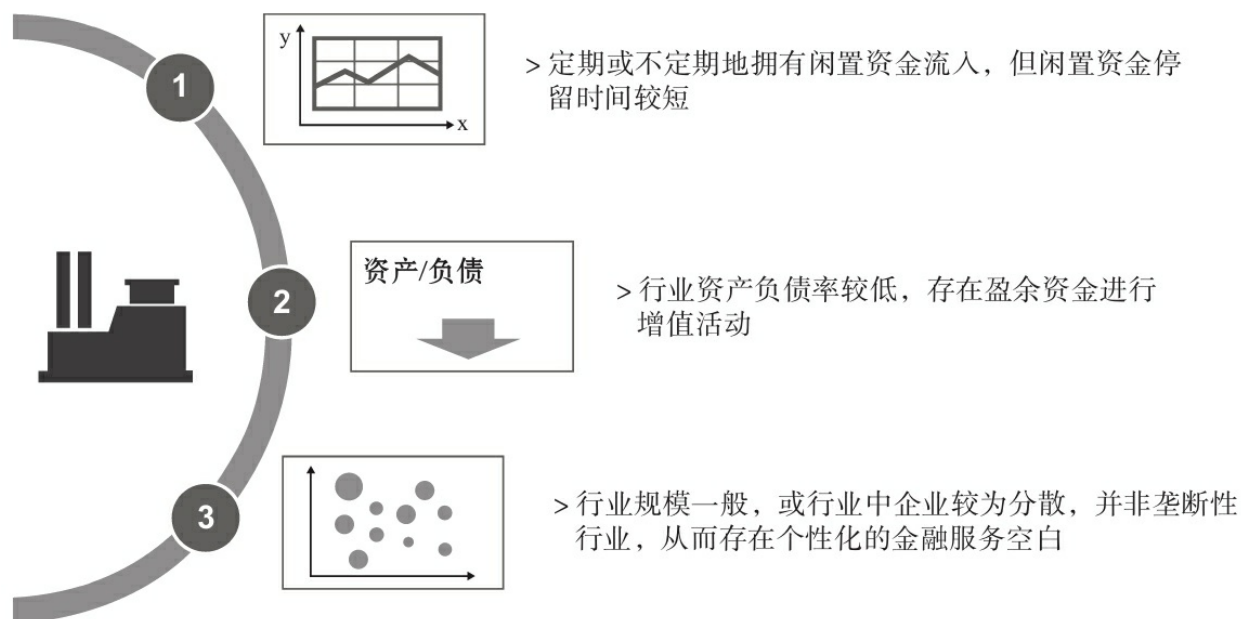 1
y
x
> 定期或不定期地拥有闲置资金流入，但闲置资金停
留时间较短
2
资产/负债
> 行业资产负债率较低，存在盈余资金进行
增值活动
3
> 行业规模一般，或行业中企业较为分散，并非垄断性
行业，从而存在个性化的金融服务空白